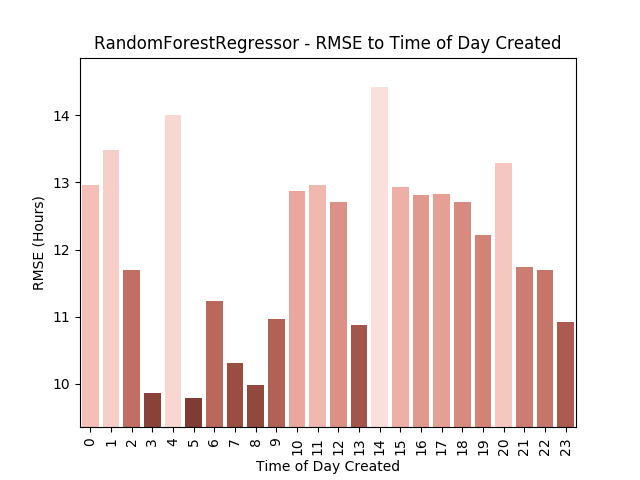 RandomForestRegressor - RMSE to Time of Day Created
14
13
12
11
10
RMSE (Hours)
0 1 2 3 4 5 6 7 8 9 10 11 12 13 14 15 16 17 18 19 20 21 22 23
Time of Day Created